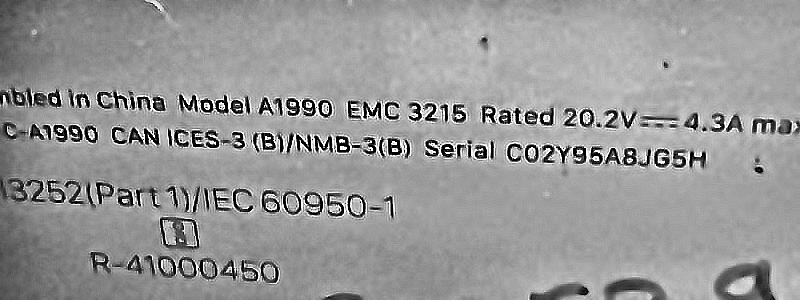 mbled in China Model A1990 EMC 3215 Rated 20.2V⎓4.3A max
C-A1990 CAN ICES-3 (B)/NMB-3(B) Serial C02Y95A8JG5H
13252(Part 1)/IEC 60950-1
R-41000450